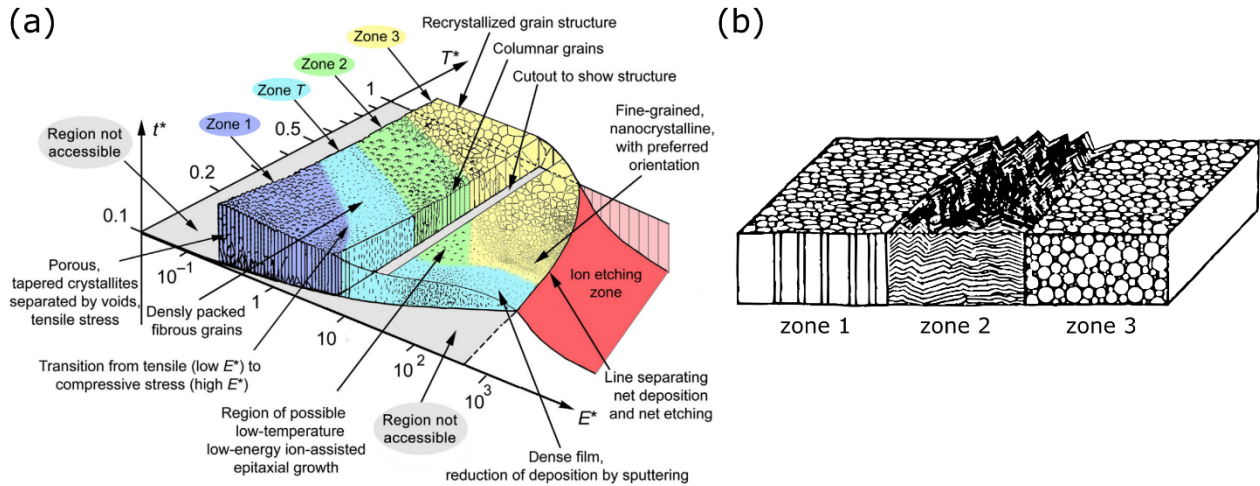 (a)
Zone 3
Zone 2
Zone T
Zone 1
T*
1
0.5
0.2
0.1
t*
Region not
accessible
Recrystallized grain structure
Columnar grains
Cutout to show structure
Fine-grained,
nanocrystalline,
with preferred
orientation
Ion etching
zone
Porous,
tapered crystallites
separated by voids,
tensile stress
Densly packed
fibrous grains
Transition from tensile (low E*) to
compressive stress (high E*)
Region of possible
low-temperature
low-energy ion-assisted
epitaxial growth
Region not
accessible
Dense film,
reduction of deposition by sputtering
Line separating
net deposition
and net etching
10⁻¹
1
10
10²
10³
E*
(b)
zone 1
zone 2
zone 3